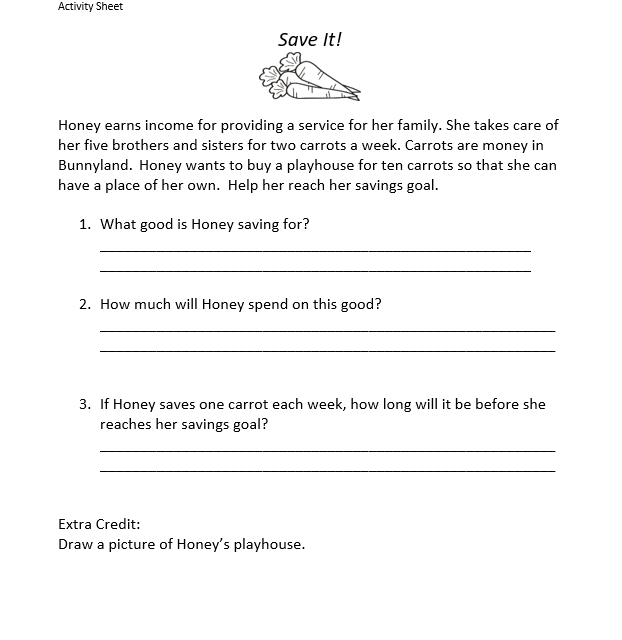 Activity Sheet
Save It!
Honey earns income for providing a service for her family. She takes care of
her five brothers and sisters for two carrots a week. Carrots are money in
Bunnyland.  Honey wants to buy a playhouse for ten carrots so that she can
have a place of her own.  Help her reach her savings goal.
1. What good is Honey saving for?
2. How much will Honey spend on this good?
3. If Honey saves one carrot each week, how long will it be before she
reaches her savings goal?
Extra Credit:
Draw a picture of Honey’s playhouse.